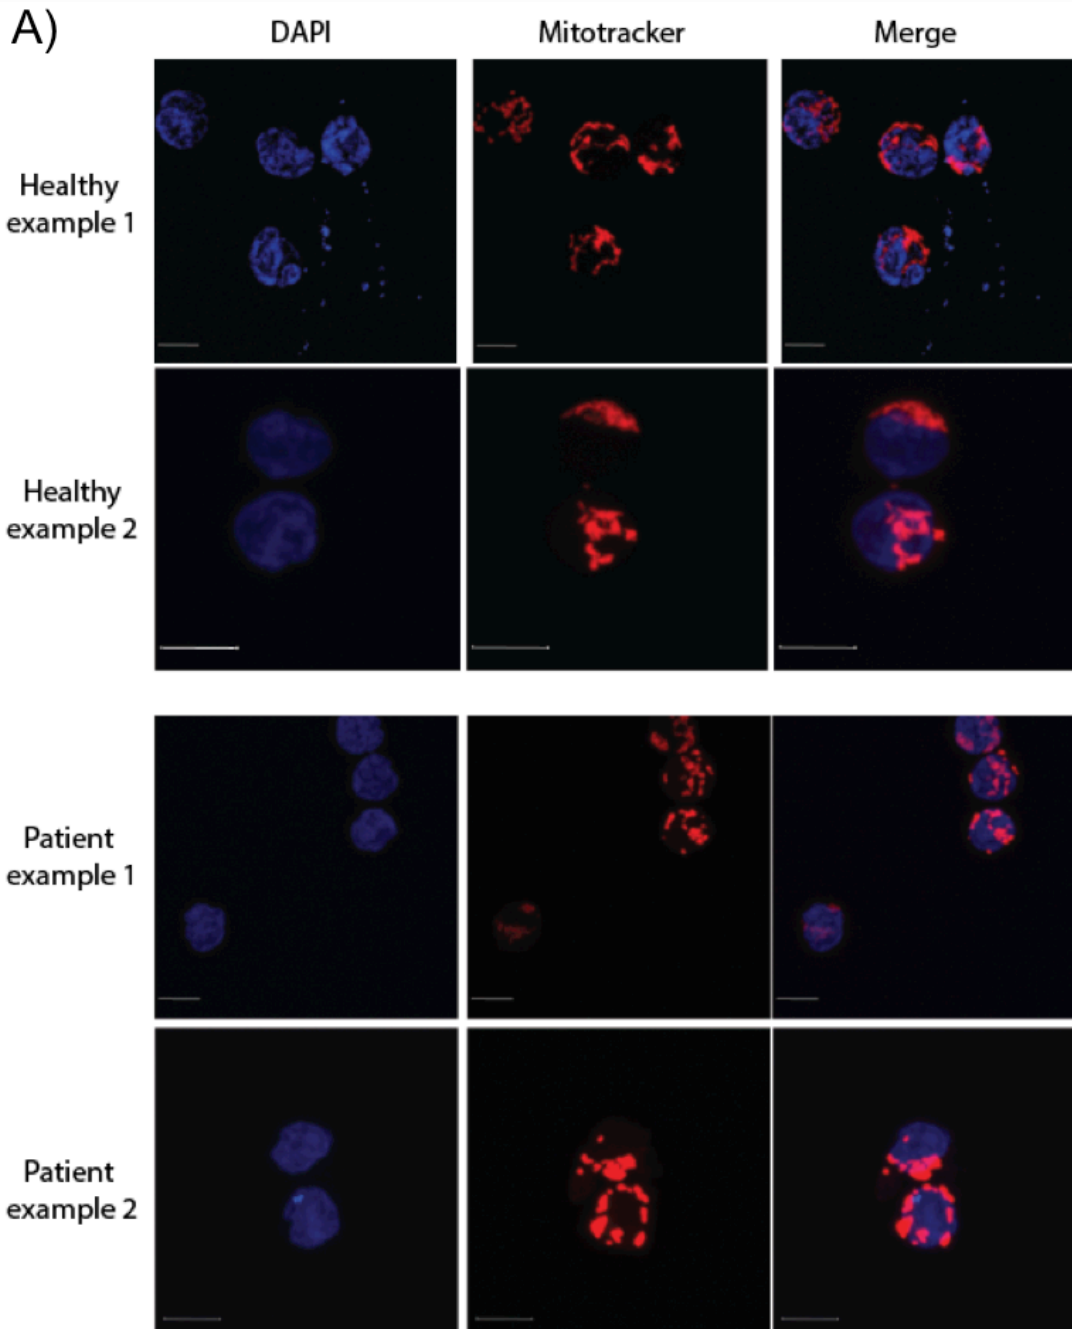 A)
DAPI
Mitotracker
Merge
Healthy
example 1
Healthy
example 2
Patient
example 1
Patient
example 2